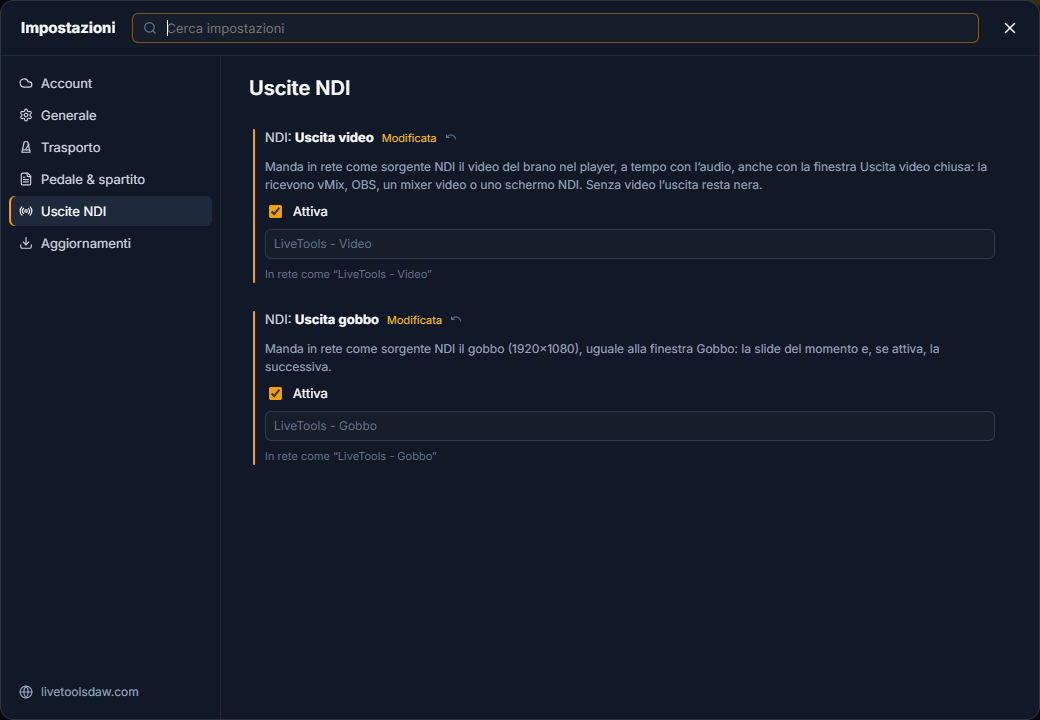 Impostazioni
Cerca impostazioni
Account
Generale
Trasporto
Pedale & spartito
Uscite NDI
Aggiornamenti
livetoolsdaw.com
Uscite NDI
NDI: Uscita video Modificata
Manda in rete come sorgente NDI il video del brano nel player, a tempo con l’audio, anche con la finestra Uscita video chiusa: la
ricevono vMix, OBS, un mixer video o uno schermo NDI. Senza video l’uscita resta nera.
Attiva
LiveTools - Video
In rete come “LiveTools - Video”
NDI: Uscita gobbo Modificata
Manda in rete come sorgente NDI il gobbo (1920×1080), uguale alla finestra Gobbo: la slide del momento e, se attiva, la
successiva.
Attiva
LiveTools - Gobbo
In rete come “LiveTools - Gobbo”